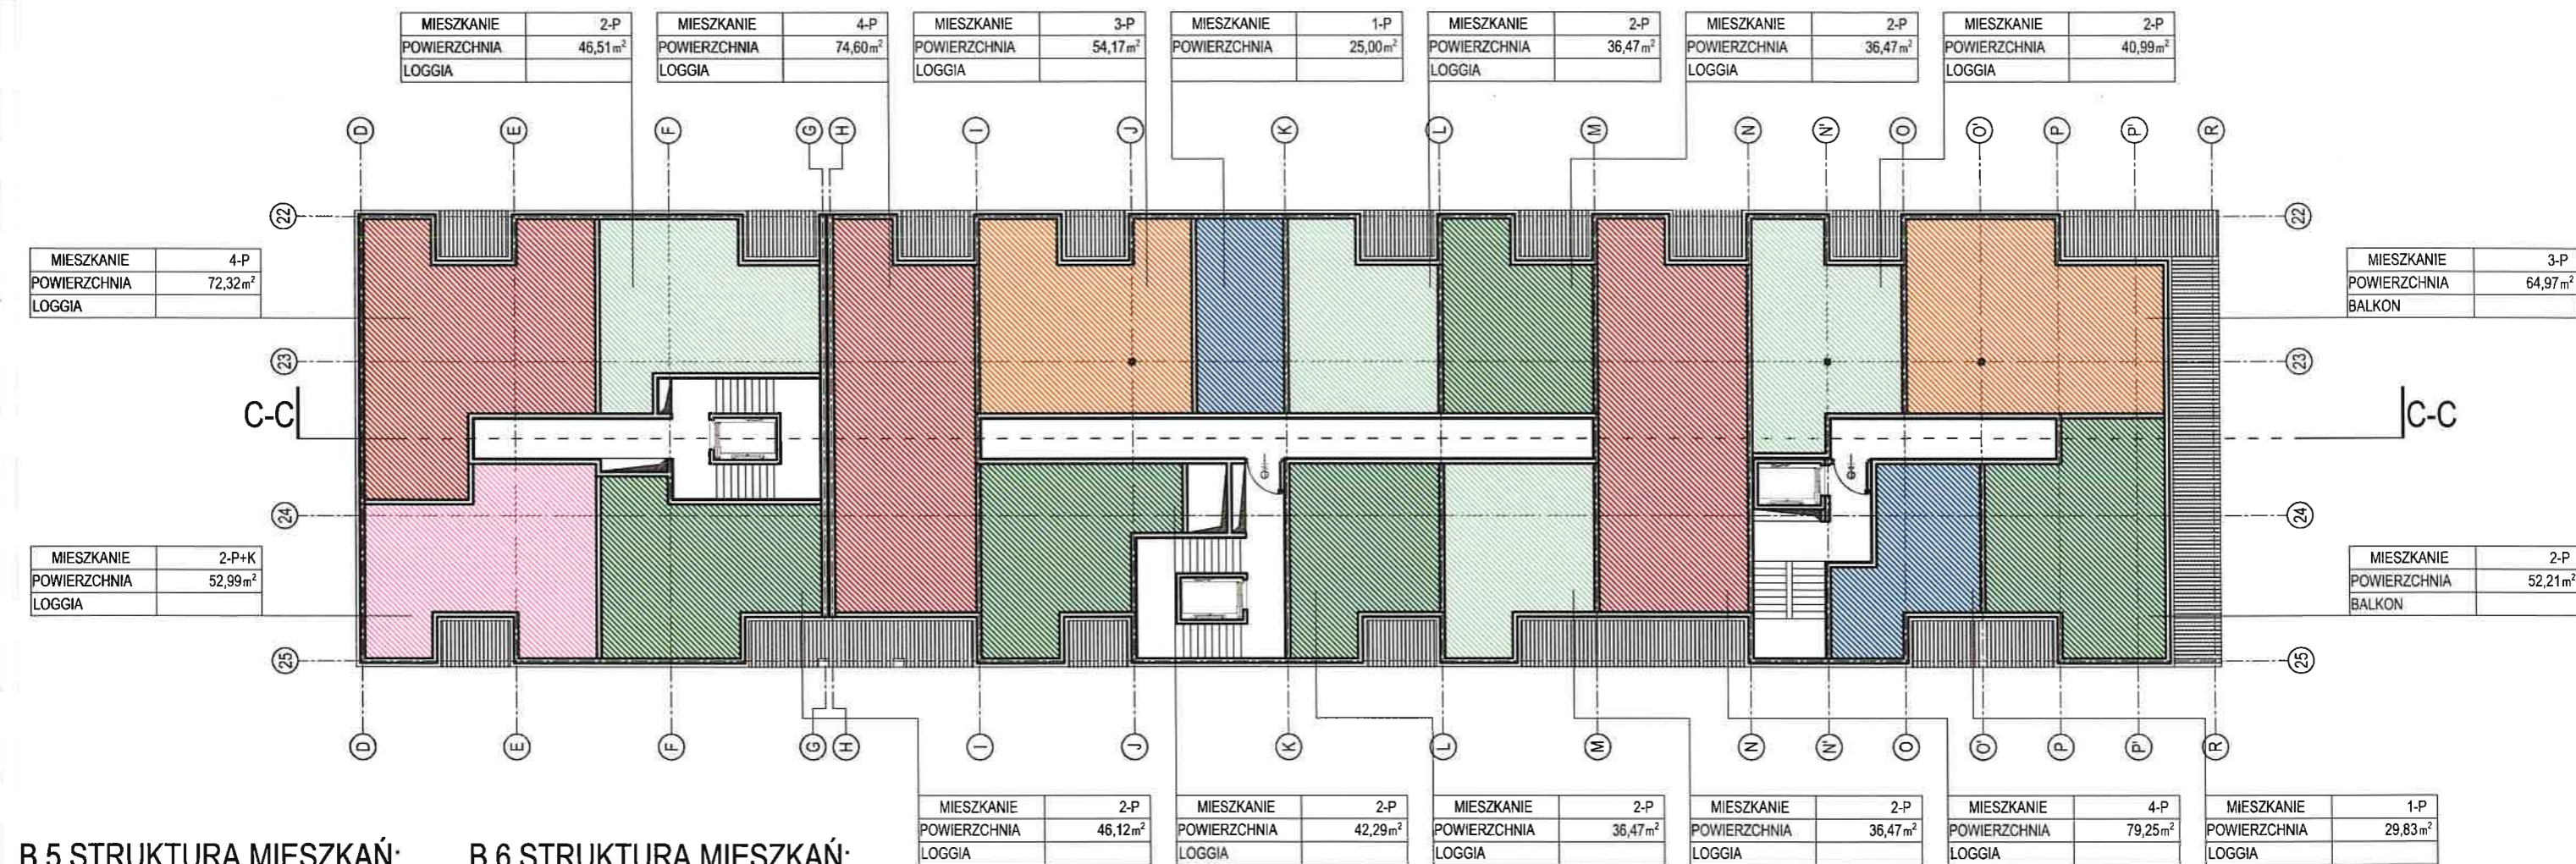 MIESZKANIE 2-P
POWIERZCHNIA 46,51m²
LOGGIA
MIESZKANIE 4-P
POWIERZCHNIA 74,60m²
LOGGIA
MIESZKANIE 3-P
POWIERZCHNIA 54,17m²
LOGGIA
MIESZKANIE 1-P
POWIERZCHNIA 25,00m²
MIESZKANIE 2-P
POWIERZCHNIA 36,47m²
LOGGIA
MIESZKANIE 2-P
POWIERZCHNIA 36,47m²
LOGGIA
MIESZKANIE 2-P
POWIERZCHNIA 40,99m²
LOGGIA
D E F G H I J K L M N N' O O' P P' R
22 22
MIESZKANIE 4-P
POWIERZCHNIA 72,32m²
LOGGIA
MIESZKANIE 3-P
POWIERZCHNIA 64,97m²
BALKON
23 23
C-C C-C
24 24
MIESZKANIE 2-P+K
POWIERZCHNIA 52,99m²
LOGGIA
MIESZKANIE 2-P
POWIERZCHNIA 52,21m²
BALKON
25 25
D E F G H I J K L M N N' O O' P P' R
MIESZKANIE 2-P
POWIERZCHNIA 46,12m²
LOGGIA
MIESZKANIE 2-P
POWIERZCHNIA 42,29m²
LOGGIA
MIESZKANIE 2-P
POWIERZCHNIA 36,47m²
LOGGIA
MIESZKANIE 2-P
POWIERZCHNIA 36,47m²
LOGGIA
MIESZKANIE 4-P
POWIERZCHNIA 79,25m²
LOGGIA
MIESZKANIE 1-P
POWIERZCHNIA 29,83m²
LOGGIA
B.5 STRUKTURA MIESZKAŃ:
B.6 STRUKTURA MIESZKAŃ: